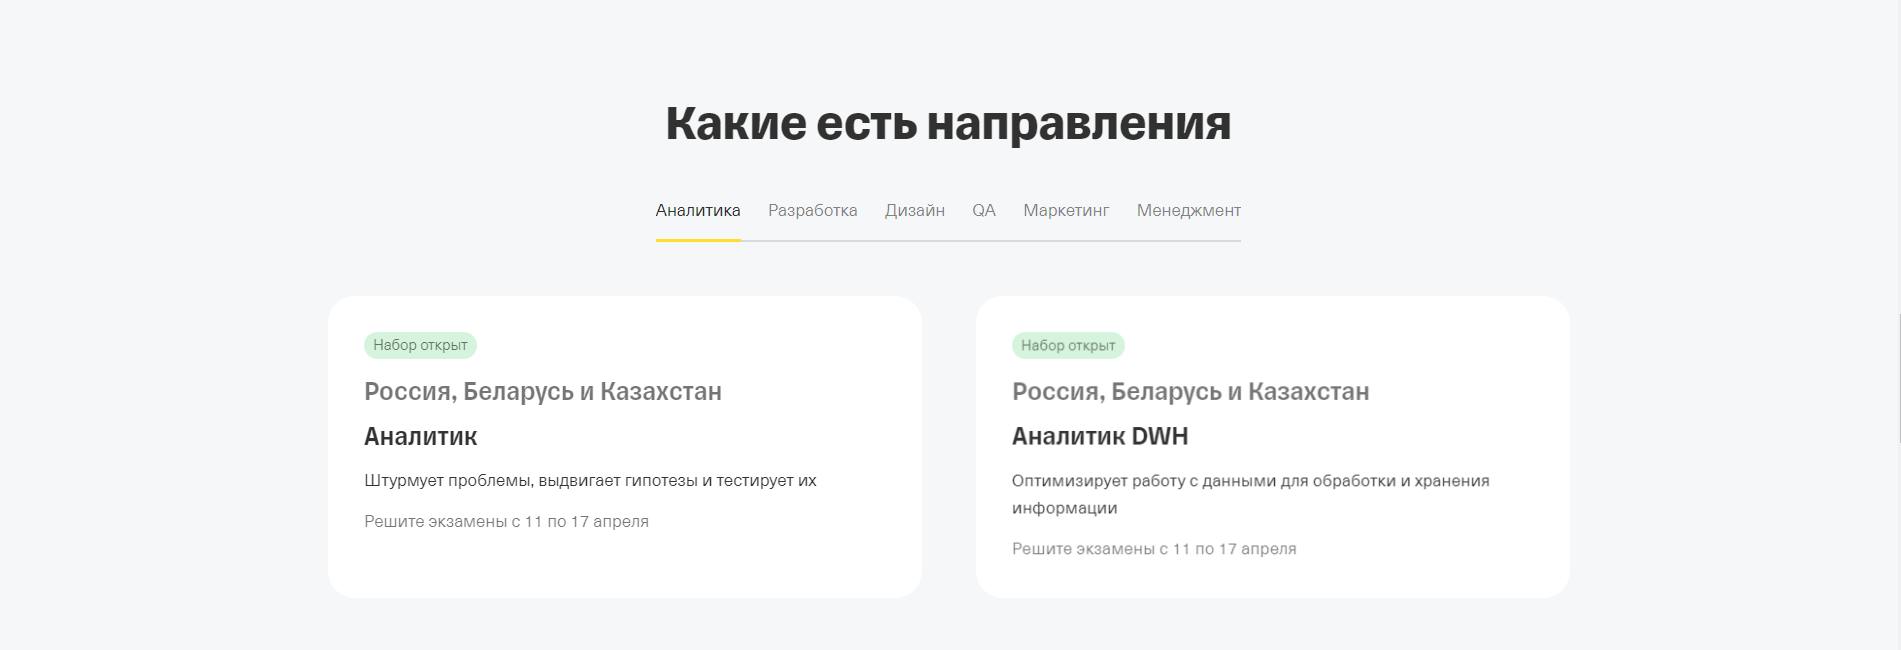 Какие есть направления
Аналитика Разработка Дизайн QA Маркетинг Менеджмент
Набор открыт
Россия, Беларусь и Казахстан
Аналитик
Штурмует проблемы, выдвигает гипотезы и тестирует их
Решите экзамены с 11 по 17 апреля
Набор открыт
Россия, Беларусь и Казахстан
Аналитик DWH
Оптимизирует работу с данными для обработки и хранения
информации
Решите экзамены с 11 по 17 апреля